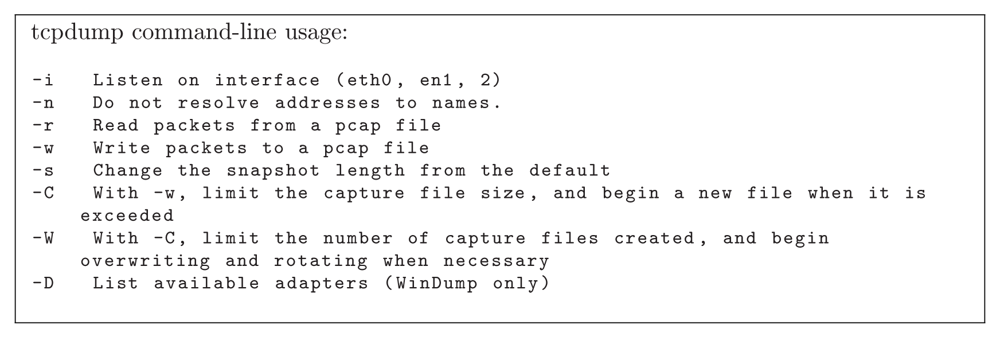 tcpdump command-line usage:
-i Listen on interface (eth0, en1, 2)
-n Do not resolve addresses to names.
-r Read packets from a pcap file
-w Write packets to a pcap file
-s Change the snapshot length from the default
-C With -w, limit the capture file size, and begin a new file when it is
exceeded
-W With -C, limit the number of capture files created, and begin
overwriting and rotating when necessary
-D List available adapters (WinDump only)